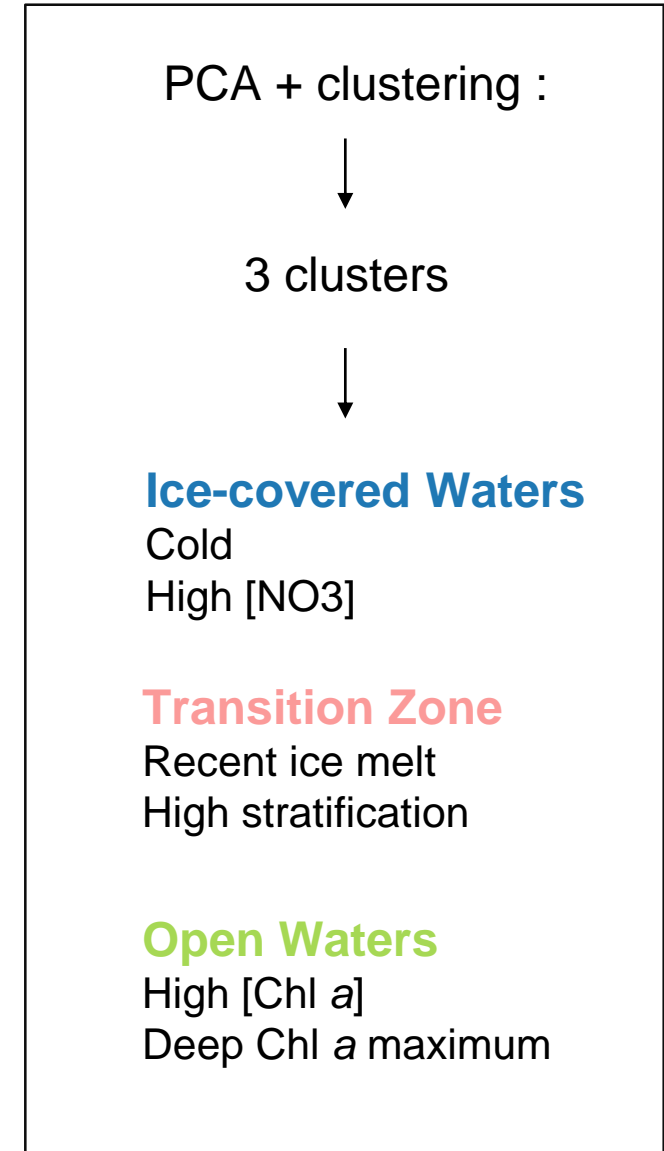 PCA + clustering :
3 clusters
Ice-covered Waters
Cold
High [NO3]
Transition Zone
Recent ice melt
High stratification
Open Waters
High [Chl a]
Deep Chl a maximum